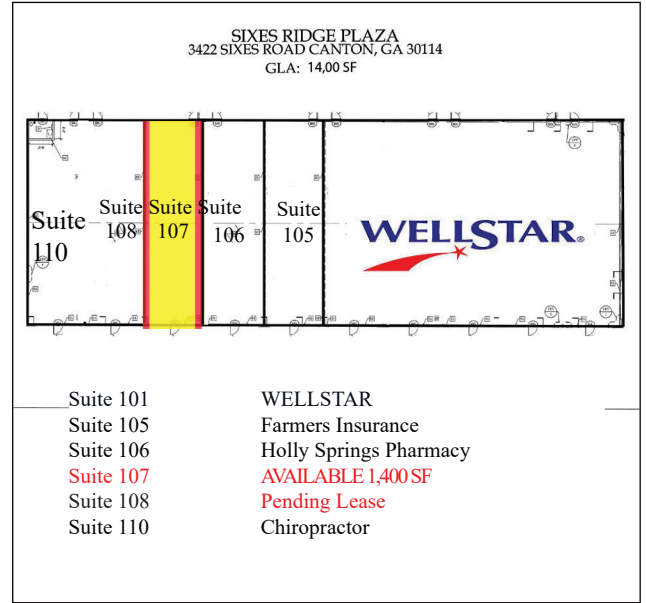 SIXES RIDGE PLAZA
3422 SIXES ROAD CANTON, GA 30114
GLA: 14,00 SF
Suite 110
Suite 108
Suite 107
Suite 106
Suite 105
WELLSTAR®
Suite 101 WELLSTAR
Suite 105 Farmers Insurance
Suite 106 Holly Springs Pharmacy
Suite 107 AVAILABLE 1,400 SF
Suite 108 Pending Lease
Suite 110 Chiropractor